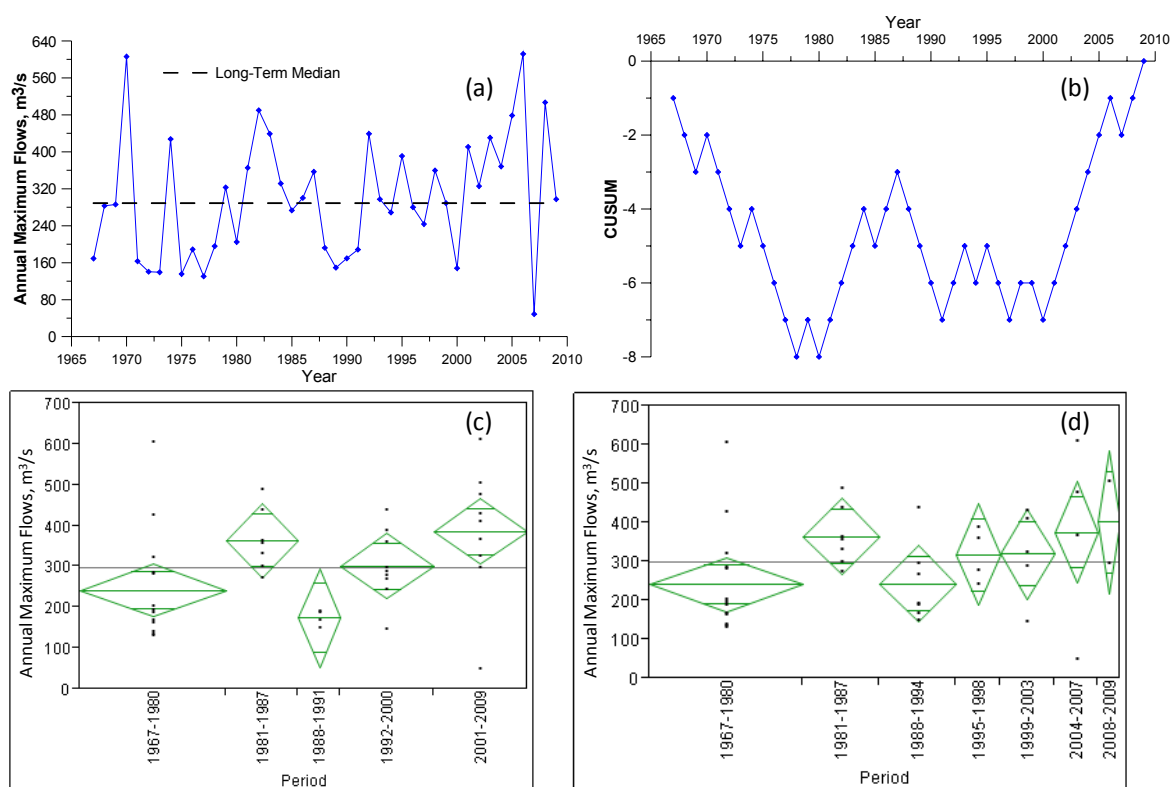 (a)
Annual Maximum Flows, m³/s
640
560
480
400
320
240
160
80
0
Long-Term Median
1965 1970 1975 1980 1985 1990 1995 2000 2005 2010
Year
(b)
Year
1965 1970 1975 1980 1985 1990 1995 2000 2005 2010
CUSUM
0
-2
-4
-6
-8
(c)
Annual Maximum Flows, m³/s
700
600
500
400
300
200
100
0
1967-1980
1981-1987
1988-1991
1992-2000
2001-2009
Period
(d)
Annual Maximum Flows, m³/s
700
600
500
400
300
200
100
0
1967-1980
1981-1987
1988-1994
1995-1998
1999-2003
2004-2007
2008-2009
Period